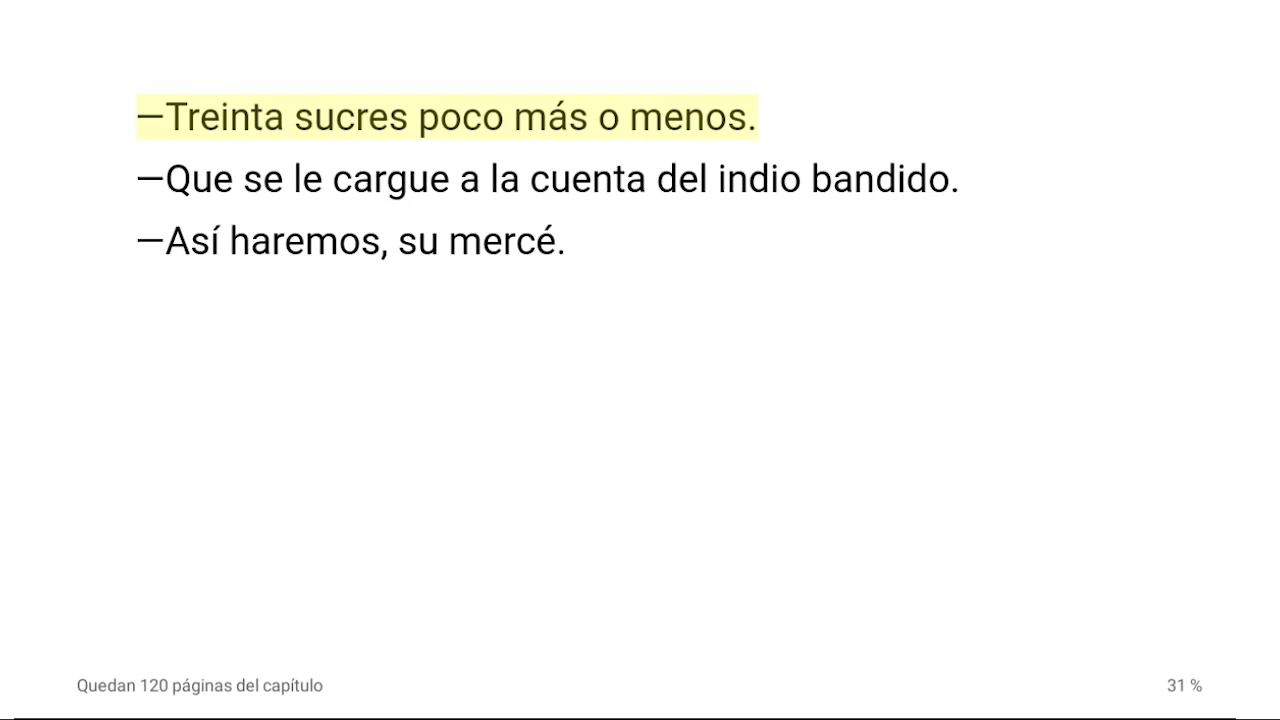 —Treinta sucres poco más o menos.
—Que se le cargue a la cuenta del indio bandido.
—Así haremos, su mercé.
Quedan 120 páginas del capítulo
31 %